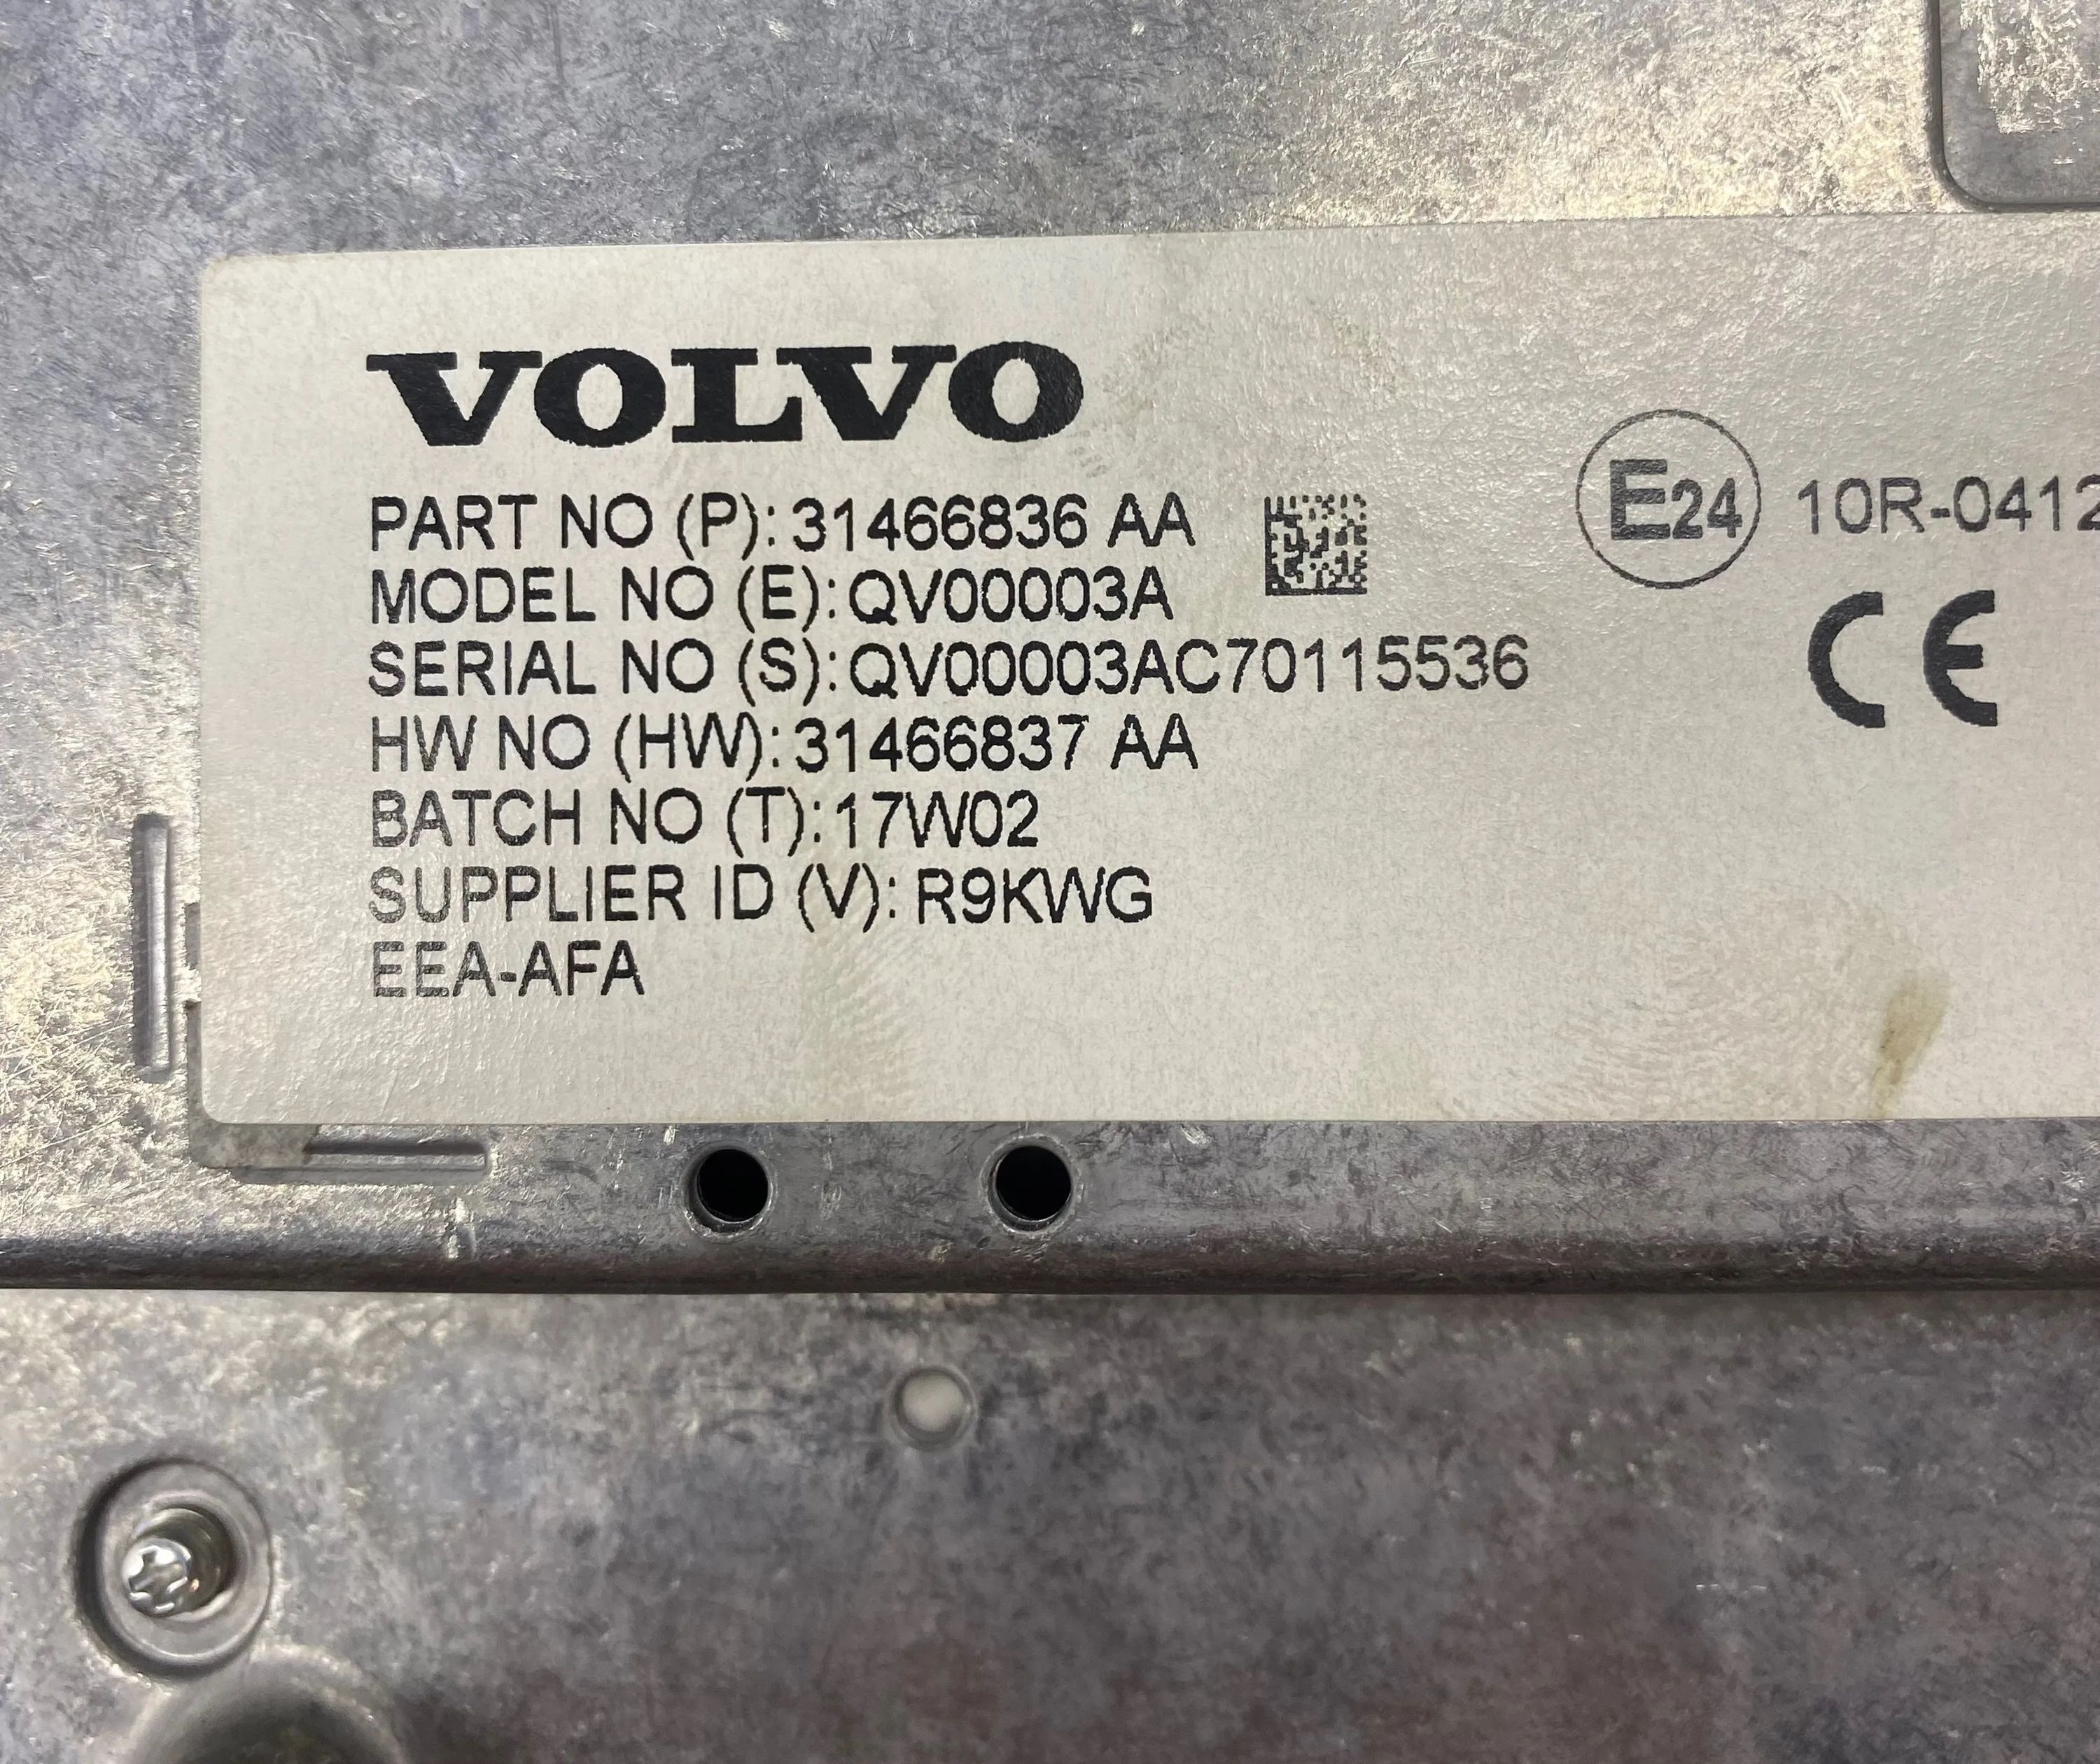 VOLVO
PART NO (P): 31466836 AA
MODEL NO (E): QV00003A
SERIAL NO (S): QV00003AC70115536
HW NO (HW): 31466837 AA
BATCH NO (T): 17W02
SUPPLIER ID (V): R9KWG
EEA-AFA
E24 10R-0412
CE